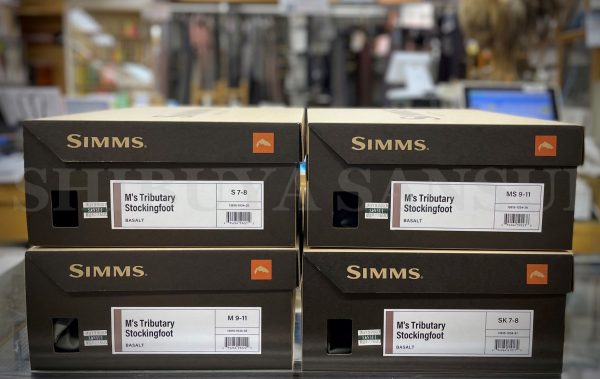 SIMMS
M's Tributary
Stockingfoot
BASALT
S 7-8
SIMMS
M's Tributary
Stockingfoot
BASALT
MS 9-11
SIMMS
M's Tributary
Stockingfoot
BASALT
M 9-11
SIMMS
M's Tributary
Stockingfoot
BASALT
SK 7-8
SHIBUYA SANSUI